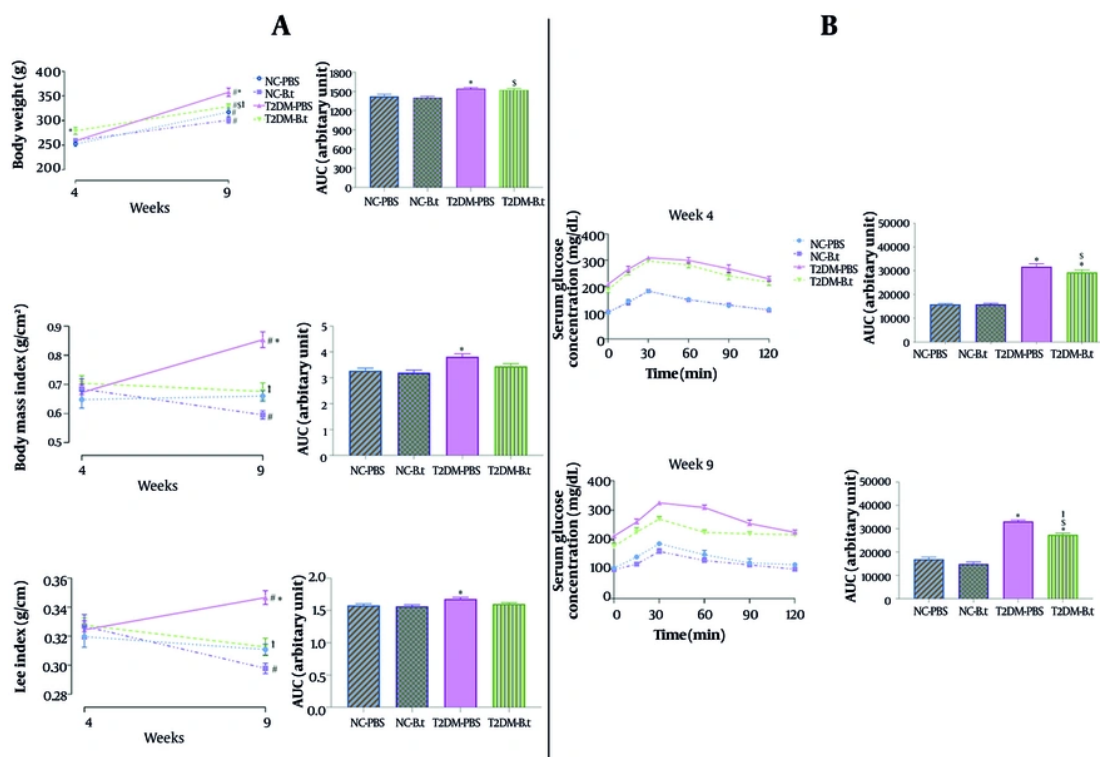 A
Body weight (g)
400
350
300
250
200
*
#*
#$‡
#
#
4
9
Weeks
NC-PBS
NC-B.t
T2DM-PBS
T2DM-B.t
AUC (arbitary unit)
1800
1500
1200
900
600
300
0
*
$
NC-PBS
NC-B.t
T2DM-PBS
T2DM-B.t
Body mass index (g/cm²)
0.9
0.8
0.7
0.6
0.5
# *
#
4
9
Weeks
AUC (arbitary unit)
5
4
3
2
1
0
*
NC-PBS
NC-B.t
T2DM-PBS
T2DM-B.t
Lee index (g/cm)
0.36
0.34
0.32
0.30
0.28
# *
#
4
9
Weeks
AUC (arbitary unit)
2.0
1.5
1.0
0.5
0.0
*
NC-PBS
NC-B.t
T2DM-PBS
T2DM-B.t
B
Week 4
Serum glucose
concentration (mg/dL)
400
300
200
100
0
0
30
60
90
120
Time (min)
NC-PBS
NC-B.t
T2DM-PBS
T2DM-B.t
AUC (arbitary unit)
50000
40000
30000
20000
10000
0
*
$
*
NC-PBS
NC-B.t
T2DM-PBS
T2DM-B.t
Week 9
Serum glucose
concentration (mg/dL)
400
300
200
100
0
0
30
60
90
120
Time (min)
AUC (arbitary unit)
50000
40000
30000
20000
10000
0
*
$
*
NC-PBS
NC-B.t
T2DM-PBS
T2DM-B.t